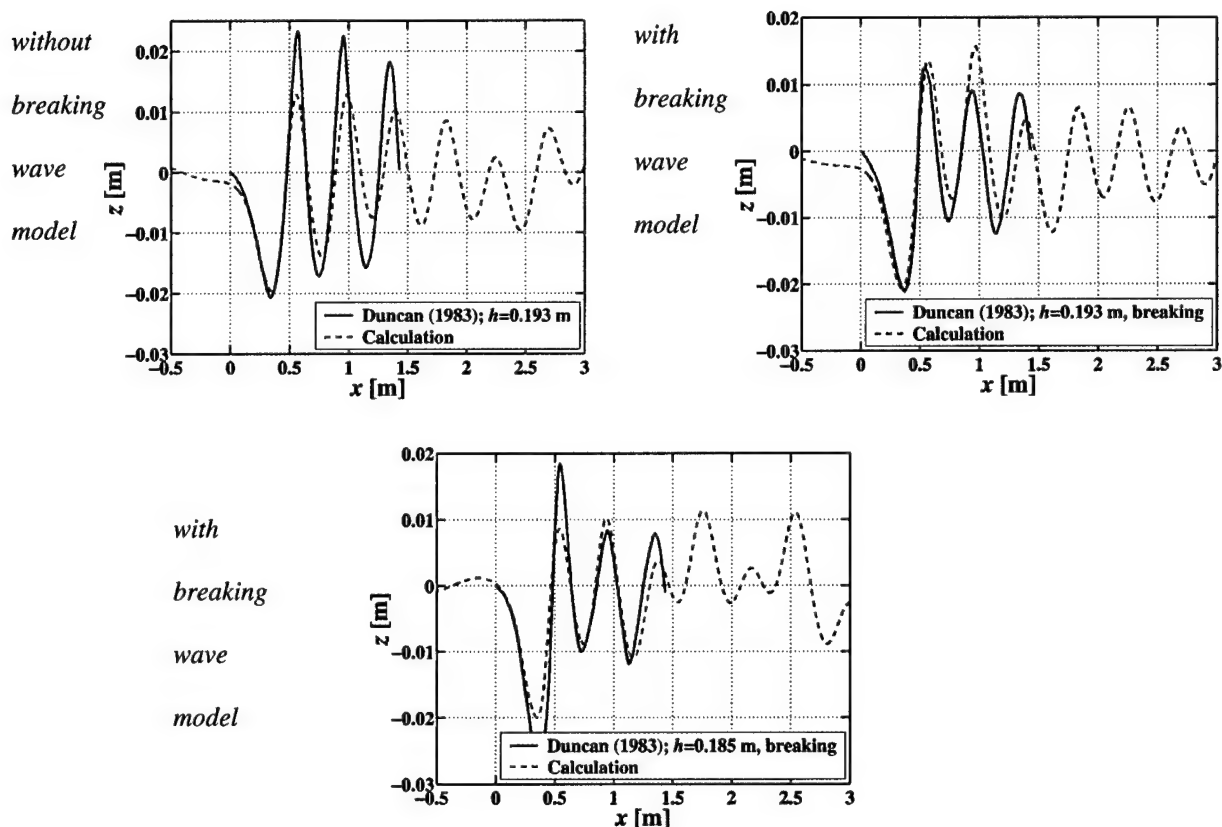 without
breaking
wave
model
z [m]
0.02
0.01
0
−0.01
−0.02
−0.03
−0.5 0 0.5 1 1.5 2 2.5 3
x [m]
Duncan (1983); h=0.193 m
Calculation
with
breaking
wave
model
z [m]
0.02
0.01
0
−0.01
−0.02
−0.03
−0.5 0 0.5 1 1.5 2 2.5 3
x [m]
Duncan (1983); h=0.193 m, breaking
Calculation
with
breaking
wave
model
z [m]
0.02
0.01
0
−0.01
−0.02
−0.03
−0.5 0 0.5 1 1.5 2 2.5 3
x [m]
Duncan (1983); h=0.185 m, breaking
Calculation